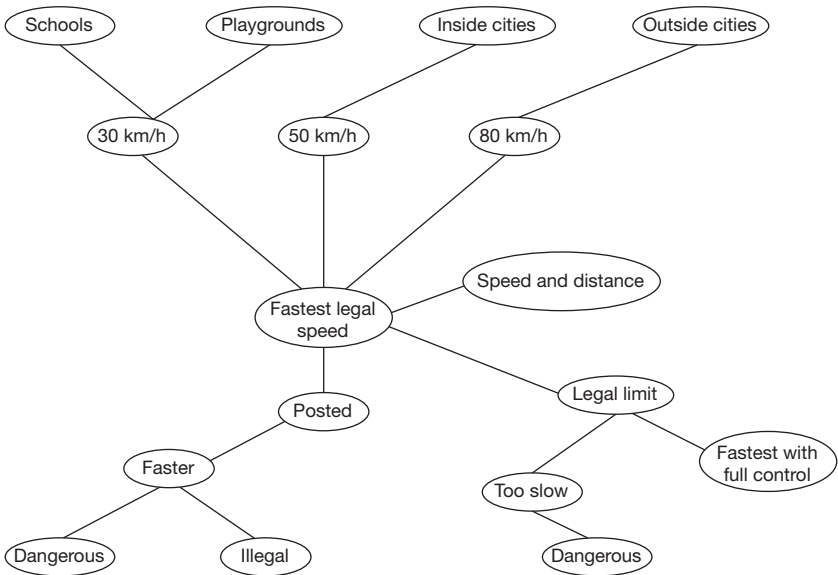 Schools
Playgrounds
Inside cities
Outside cities
30 km/h
50 km/h
80 km/h
Speed and distance
Fastest legal
speed
Legal limit
Posted
Fastest with
full control
Faster
Too slow
Dangerous
Illegal
Dangerous